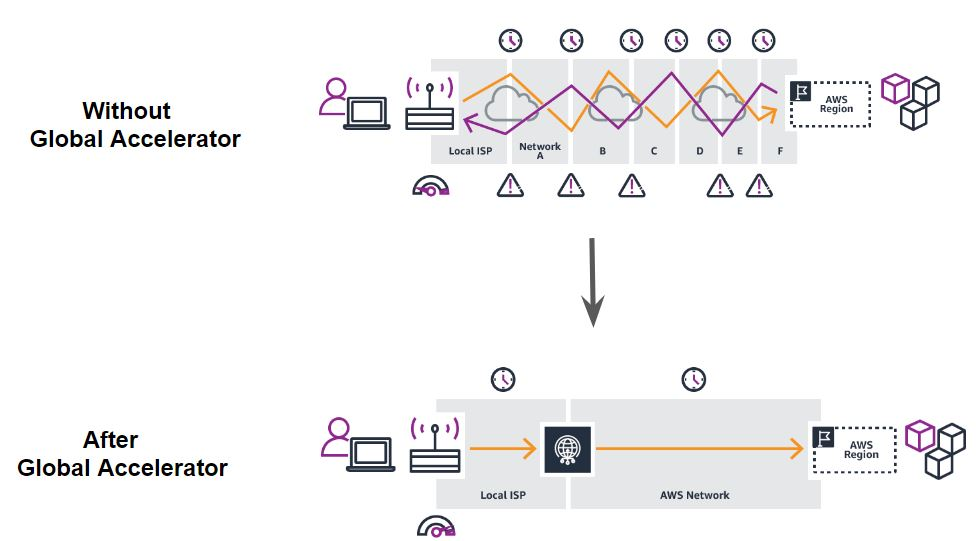 Without
Global Accelerator
Local ISP
Network
A
B
C
D
E
F
AWS
Region
After
Global Accelerator
Local ISP
AWS Network
AWS
Region